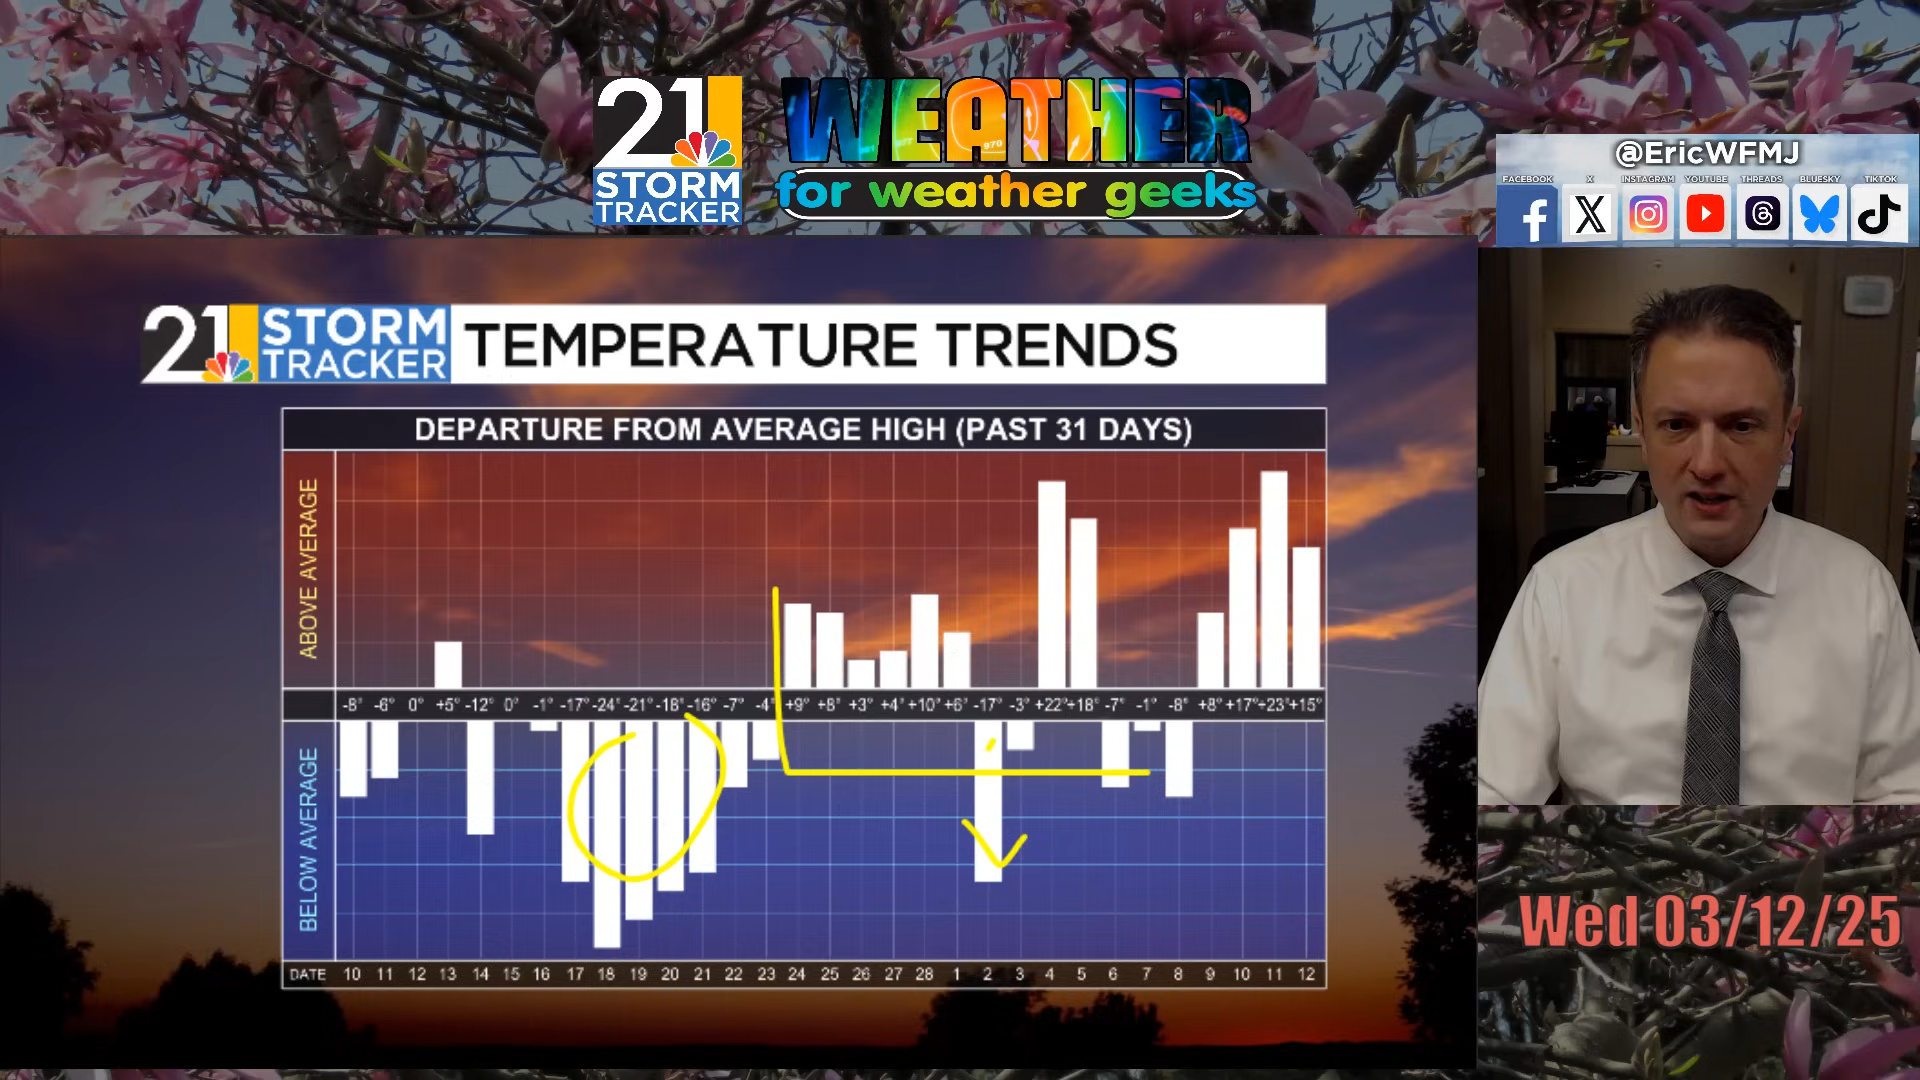 21
STORM
TRACKER
WEATHER
970
for weather geeks
@EricWFMJ
FACEBOOK X INSTAGRAM YOUTUBE THREADS BLUESKY TIKTOK
21 STORM
TRACKER
TEMPERATURE TRENDS
DEPARTURE FROM AVERAGE HIGH (PAST 31 DAYS)
ABOVE AVERAGE
-8° -6° 0° +5° -12° 0° -1° -17° -24° -21° -18° -16° -7° -4° +9° +8° +3° +4° +10° +6° -17° -3° +22° +18° -7° -1° -8° +8° +17° +23° +15°
BELOW AVERAGE
DATE 10 11 12 13 14 15 16 17 18 19 20 21 22 23 24 25 26 27 28 1 2 3 4 5 6 7 8 9 10 11 12
Wed 03/12/25